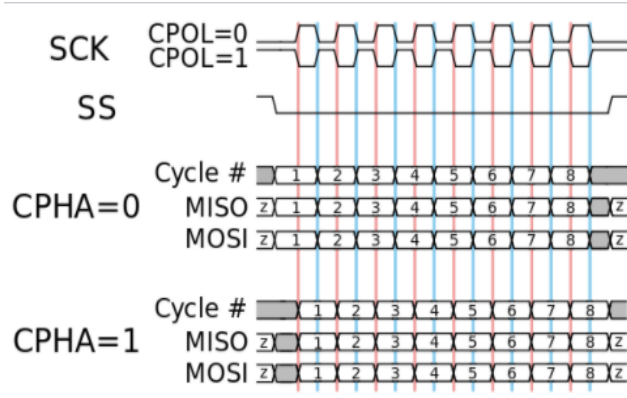 SCK CPOL=0
CPOL=1
SS
CPHA=0
Cycle # 1 2 3 4 5 6 7 8
MISO z 1 2 3 4 5 6 7 8 z
MOSI z 1 2 3 4 5 6 7 8 z
CPHA=1
Cycle # 1 2 3 4 5 6 7 8
MISO z 1 2 3 4 5 6 7 8 z
MOSI z 1 2 3 4 5 6 7 8 z